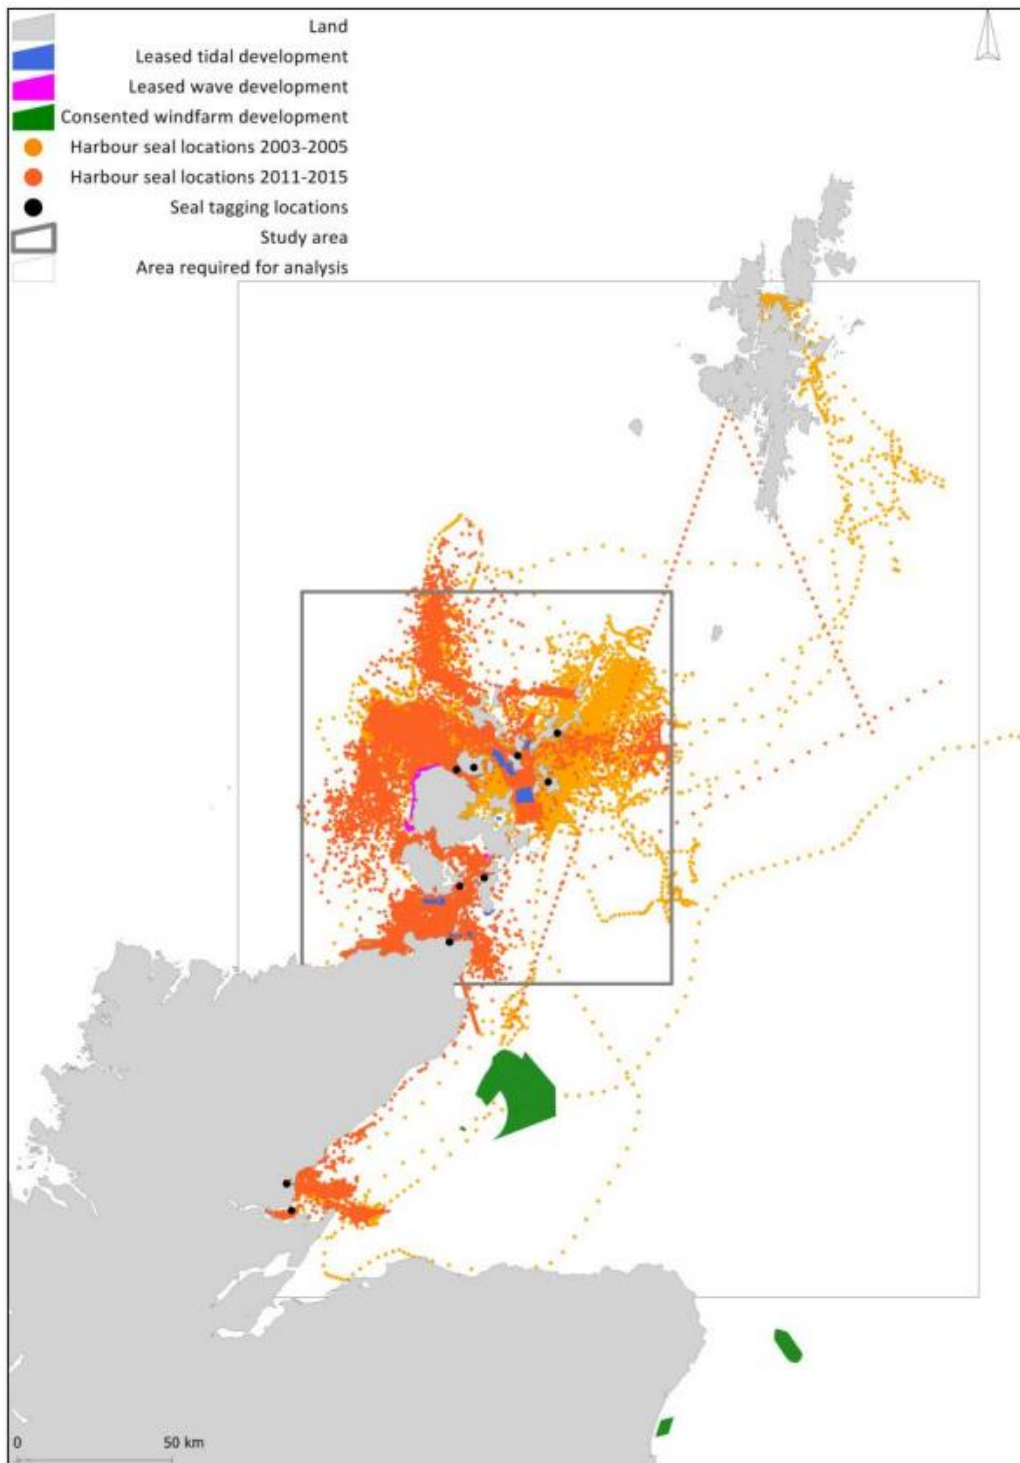 Land
Leased tidal development
Leased wave development
Consented windfarm development
Harbour seal locations 2003-2005
Harbour seal locations 2011-2015
Seal tagging locations
Study area
Area required for analysis
0 50 km